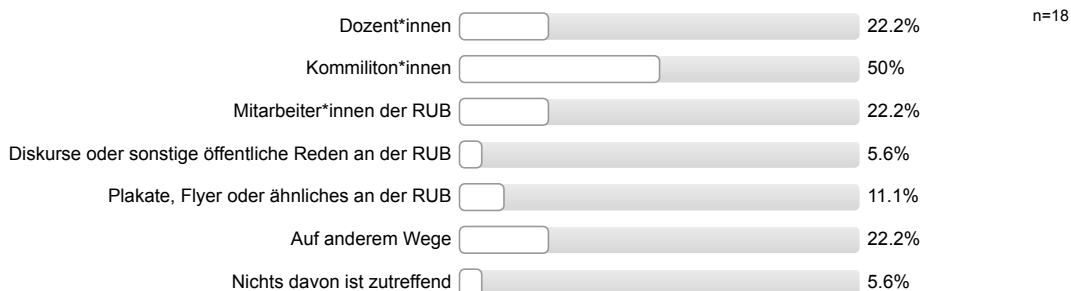 Dozent*innen 22.2% n=18
Kommiliton*innen 50%
Mitarbeiter*innen der RUB 22.2%
Diskurse oder sonstige öffentliche Reden an der RUB 5.6%
Plakate, Flyer oder ähnliches an der RUB 11.1%
Auf anderem Wege 22.2%
Nichts davon ist zutreffend 5.6%